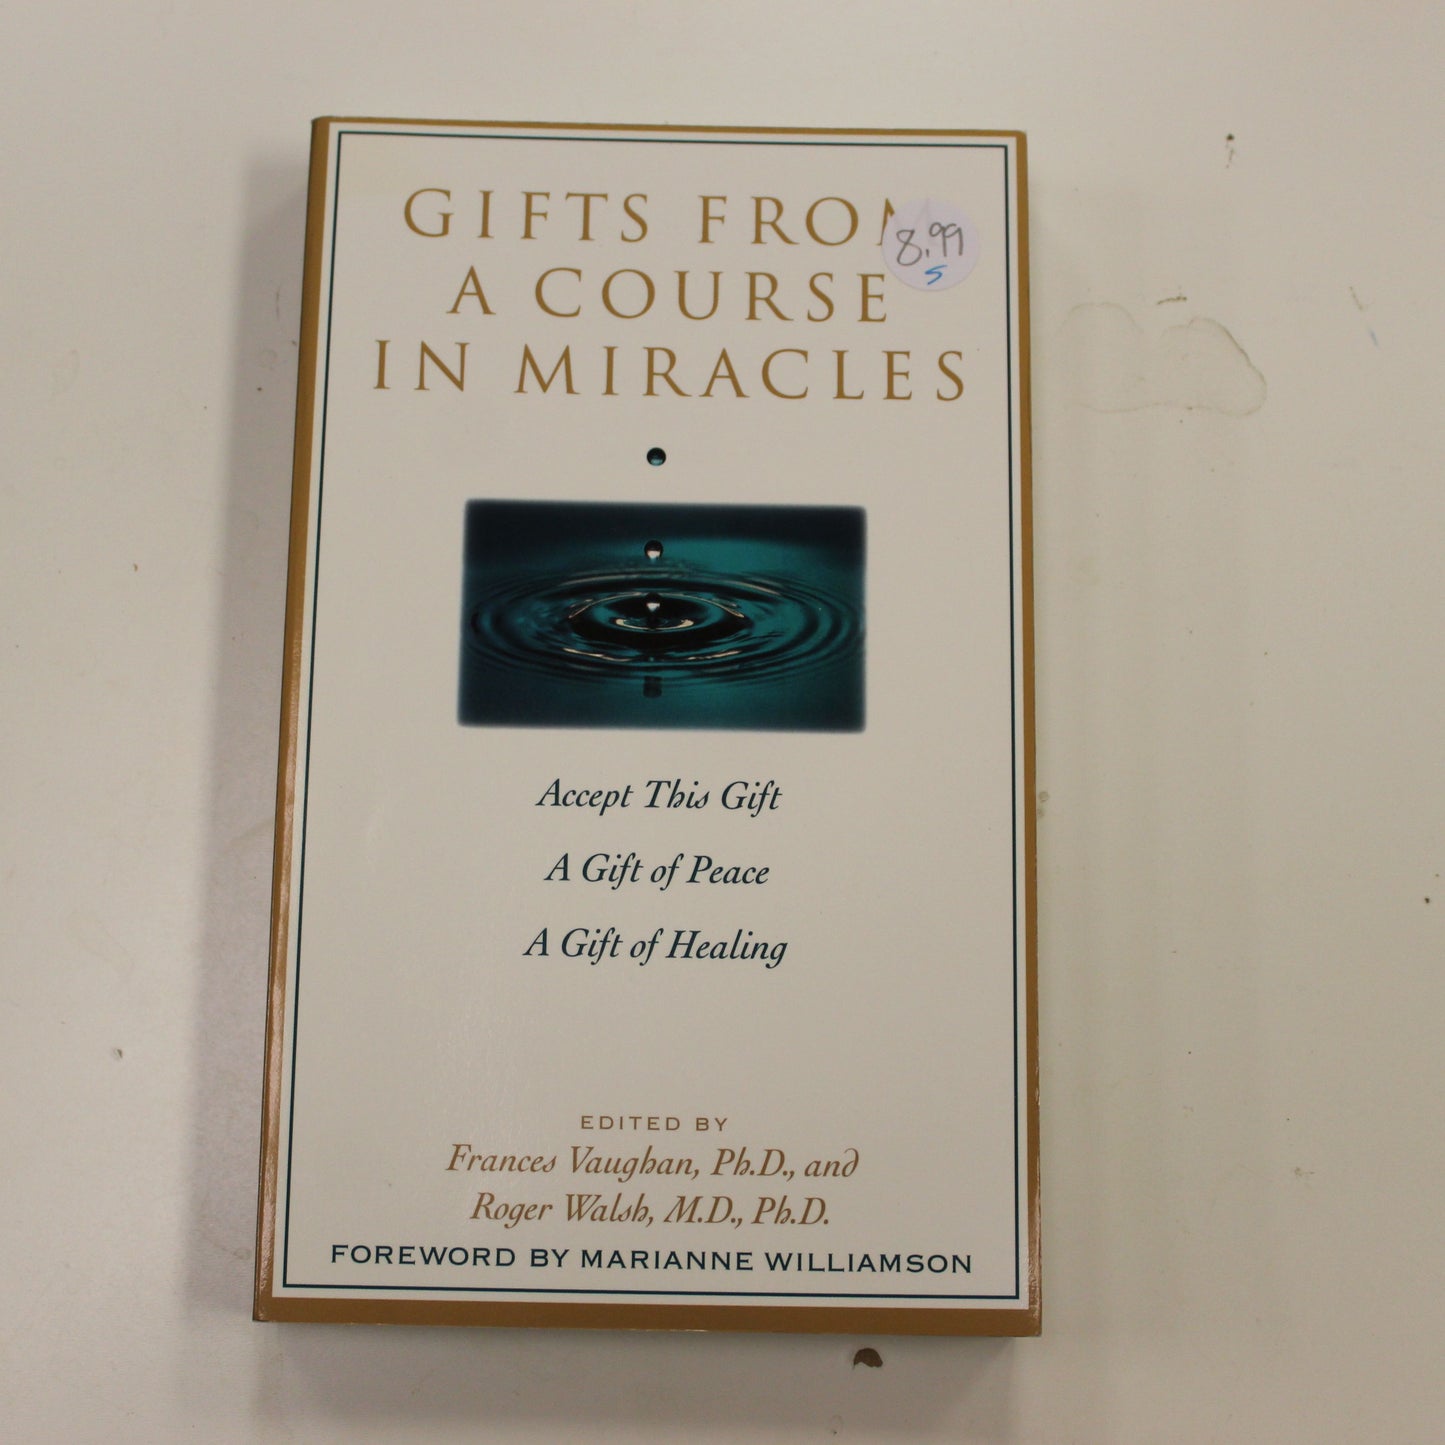 GIFTS FROM
8.99
S
A COURSE
IN MIRACLES
Accept This Gift
A Gift of Peace
A Gift of Healing
EDITED BY
Frances Vaughan, Ph.D., and
Roger Walsh, M.D., Ph.D.
FOREWORD BY MARIANNE WILLIAMSON